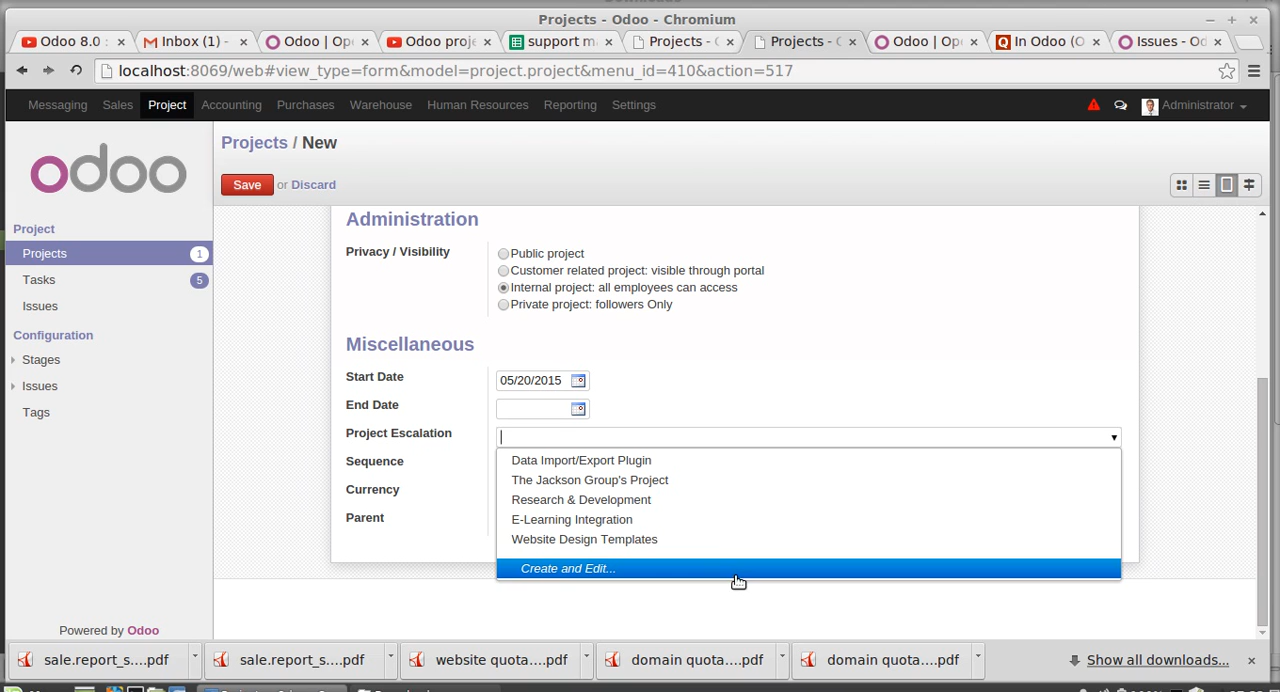 Projects - Odoo - Chromium
Odoo 8.0 :
Inbox (1) -
Odoo | Ope
Odoo proje
support m
Projects - O
Projects - O
Odoo | Ope
In Odoo (O
Issues - Od
localhost:8069/web#view_type=form&model=project.project&menu_id=410&action=517
Messaging Sales Project Accounting Purchases Warehouse Human Resources Reporting Settings
Administrator
odoo
Projects / New
Save or Discard
Project
Projects 1
Tasks 5
Issues
Configuration
Stages
Issues
Tags
Powered by Odoo
Administration
Privacy / Visibility
Public project
Customer related project: visible through portal
Internal project: all employees can access
Private project: followers Only
Miscellaneous
Start Date 05/20/2015
End Date
Project Escalation
Sequence
Currency
Parent
Data Import/Export Plugin
The Jackson Group's Project
Research & Development
E-Learning Integration
Website Design Templates
Create and Edit...
sale.report_s....pdf
sale.report_s....pdf
website quota....pdf
domain quota....pdf
domain quota....pdf
Show all downloads...